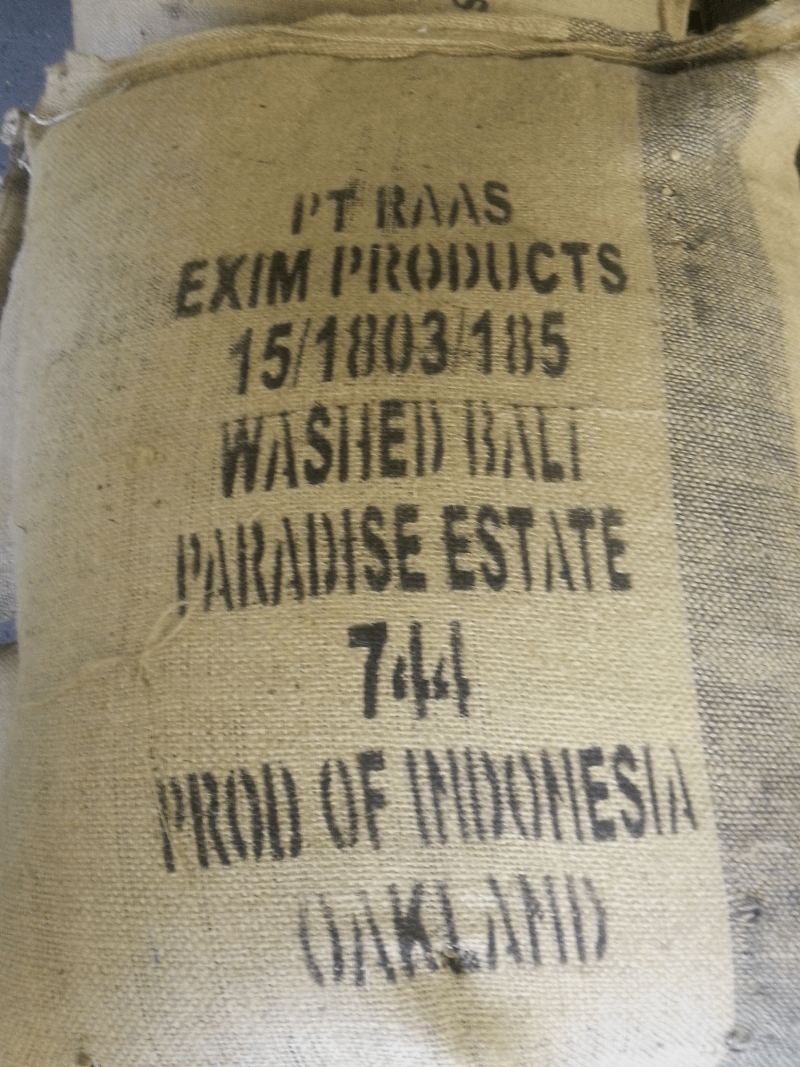 PT RAAS
EXIM PRODUCTS
15/1803/185
WASHED BALI
PARADISE ESTATE
744
PROD OF INDONESIA
OAKLAND